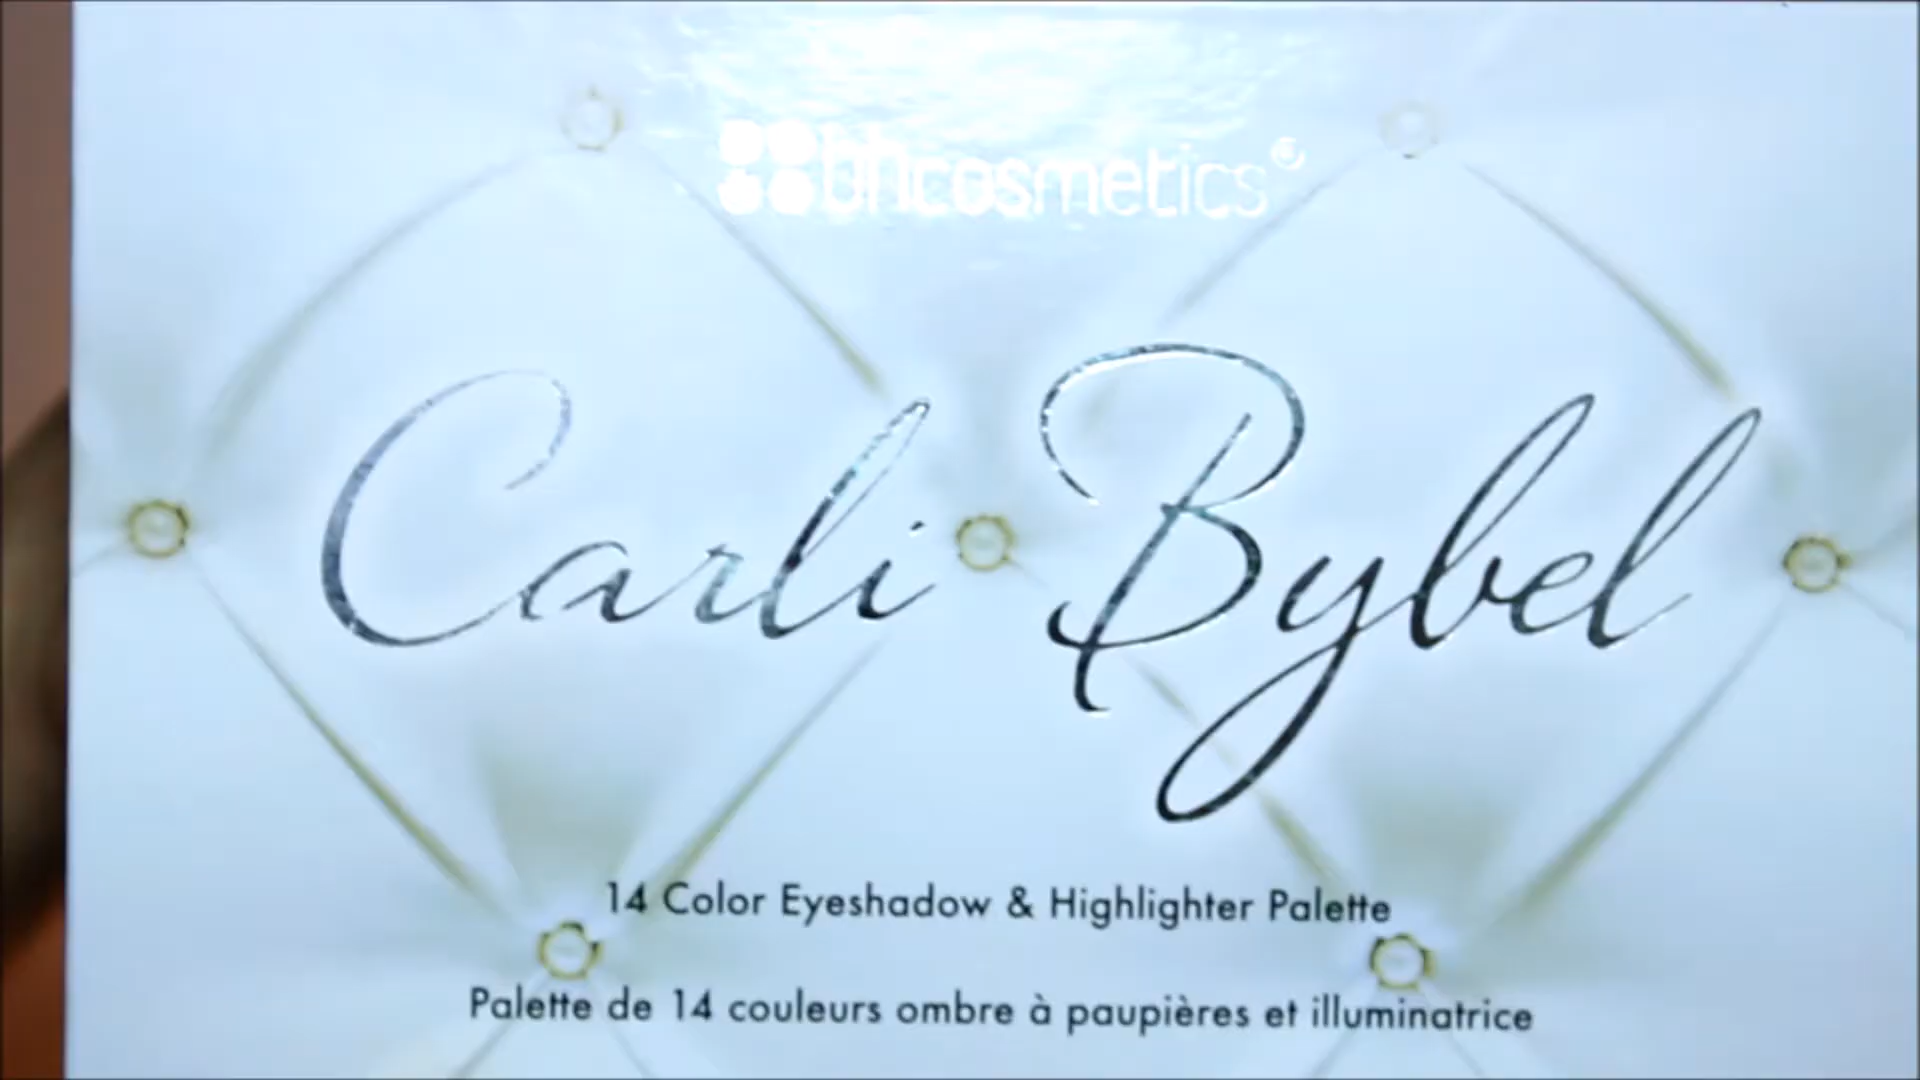 bhcosmetics®
Carli Bybel
14 Color Eyeshadow & Highlighter Palette
Palette de 14 couleurs ombre à paupières et illuminatrice